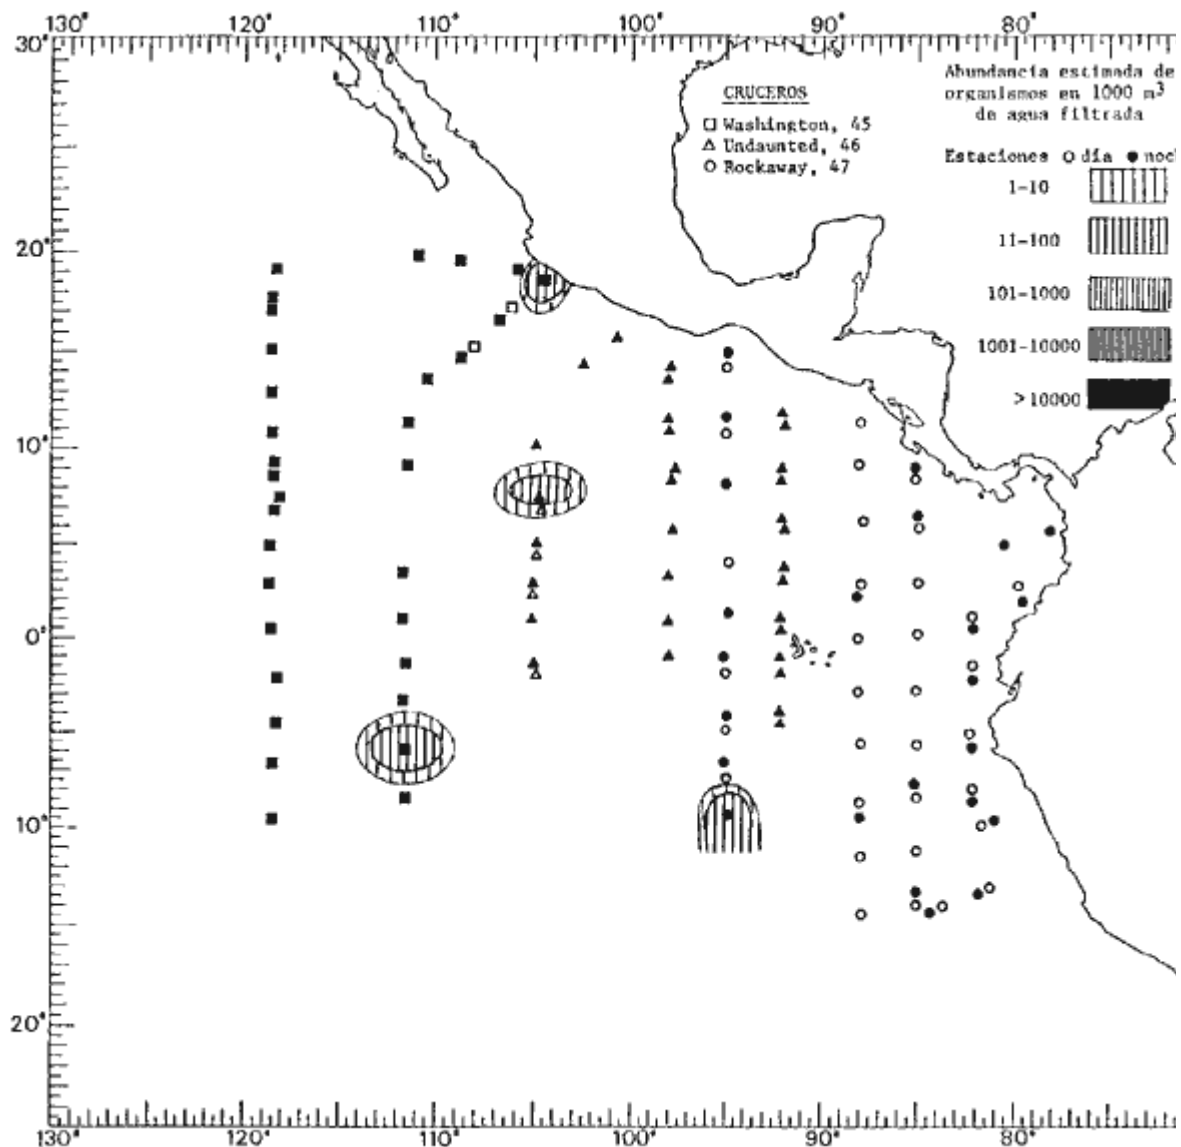 130° 120° 110° 100° 90° 80°
30°
20°
10°
0°
10°
20°
CRUCEROS
□ Washington, 45
△ Undaunted, 46
○ Rockaway, 47
Abundancia estimada de
organismos en 1000 m³
de agua filtrada
Estaciones ○ día ● noc
1-10
11-100
101-1000
1001-10000
>10000
130° 120° 110° 100° 90° 80°